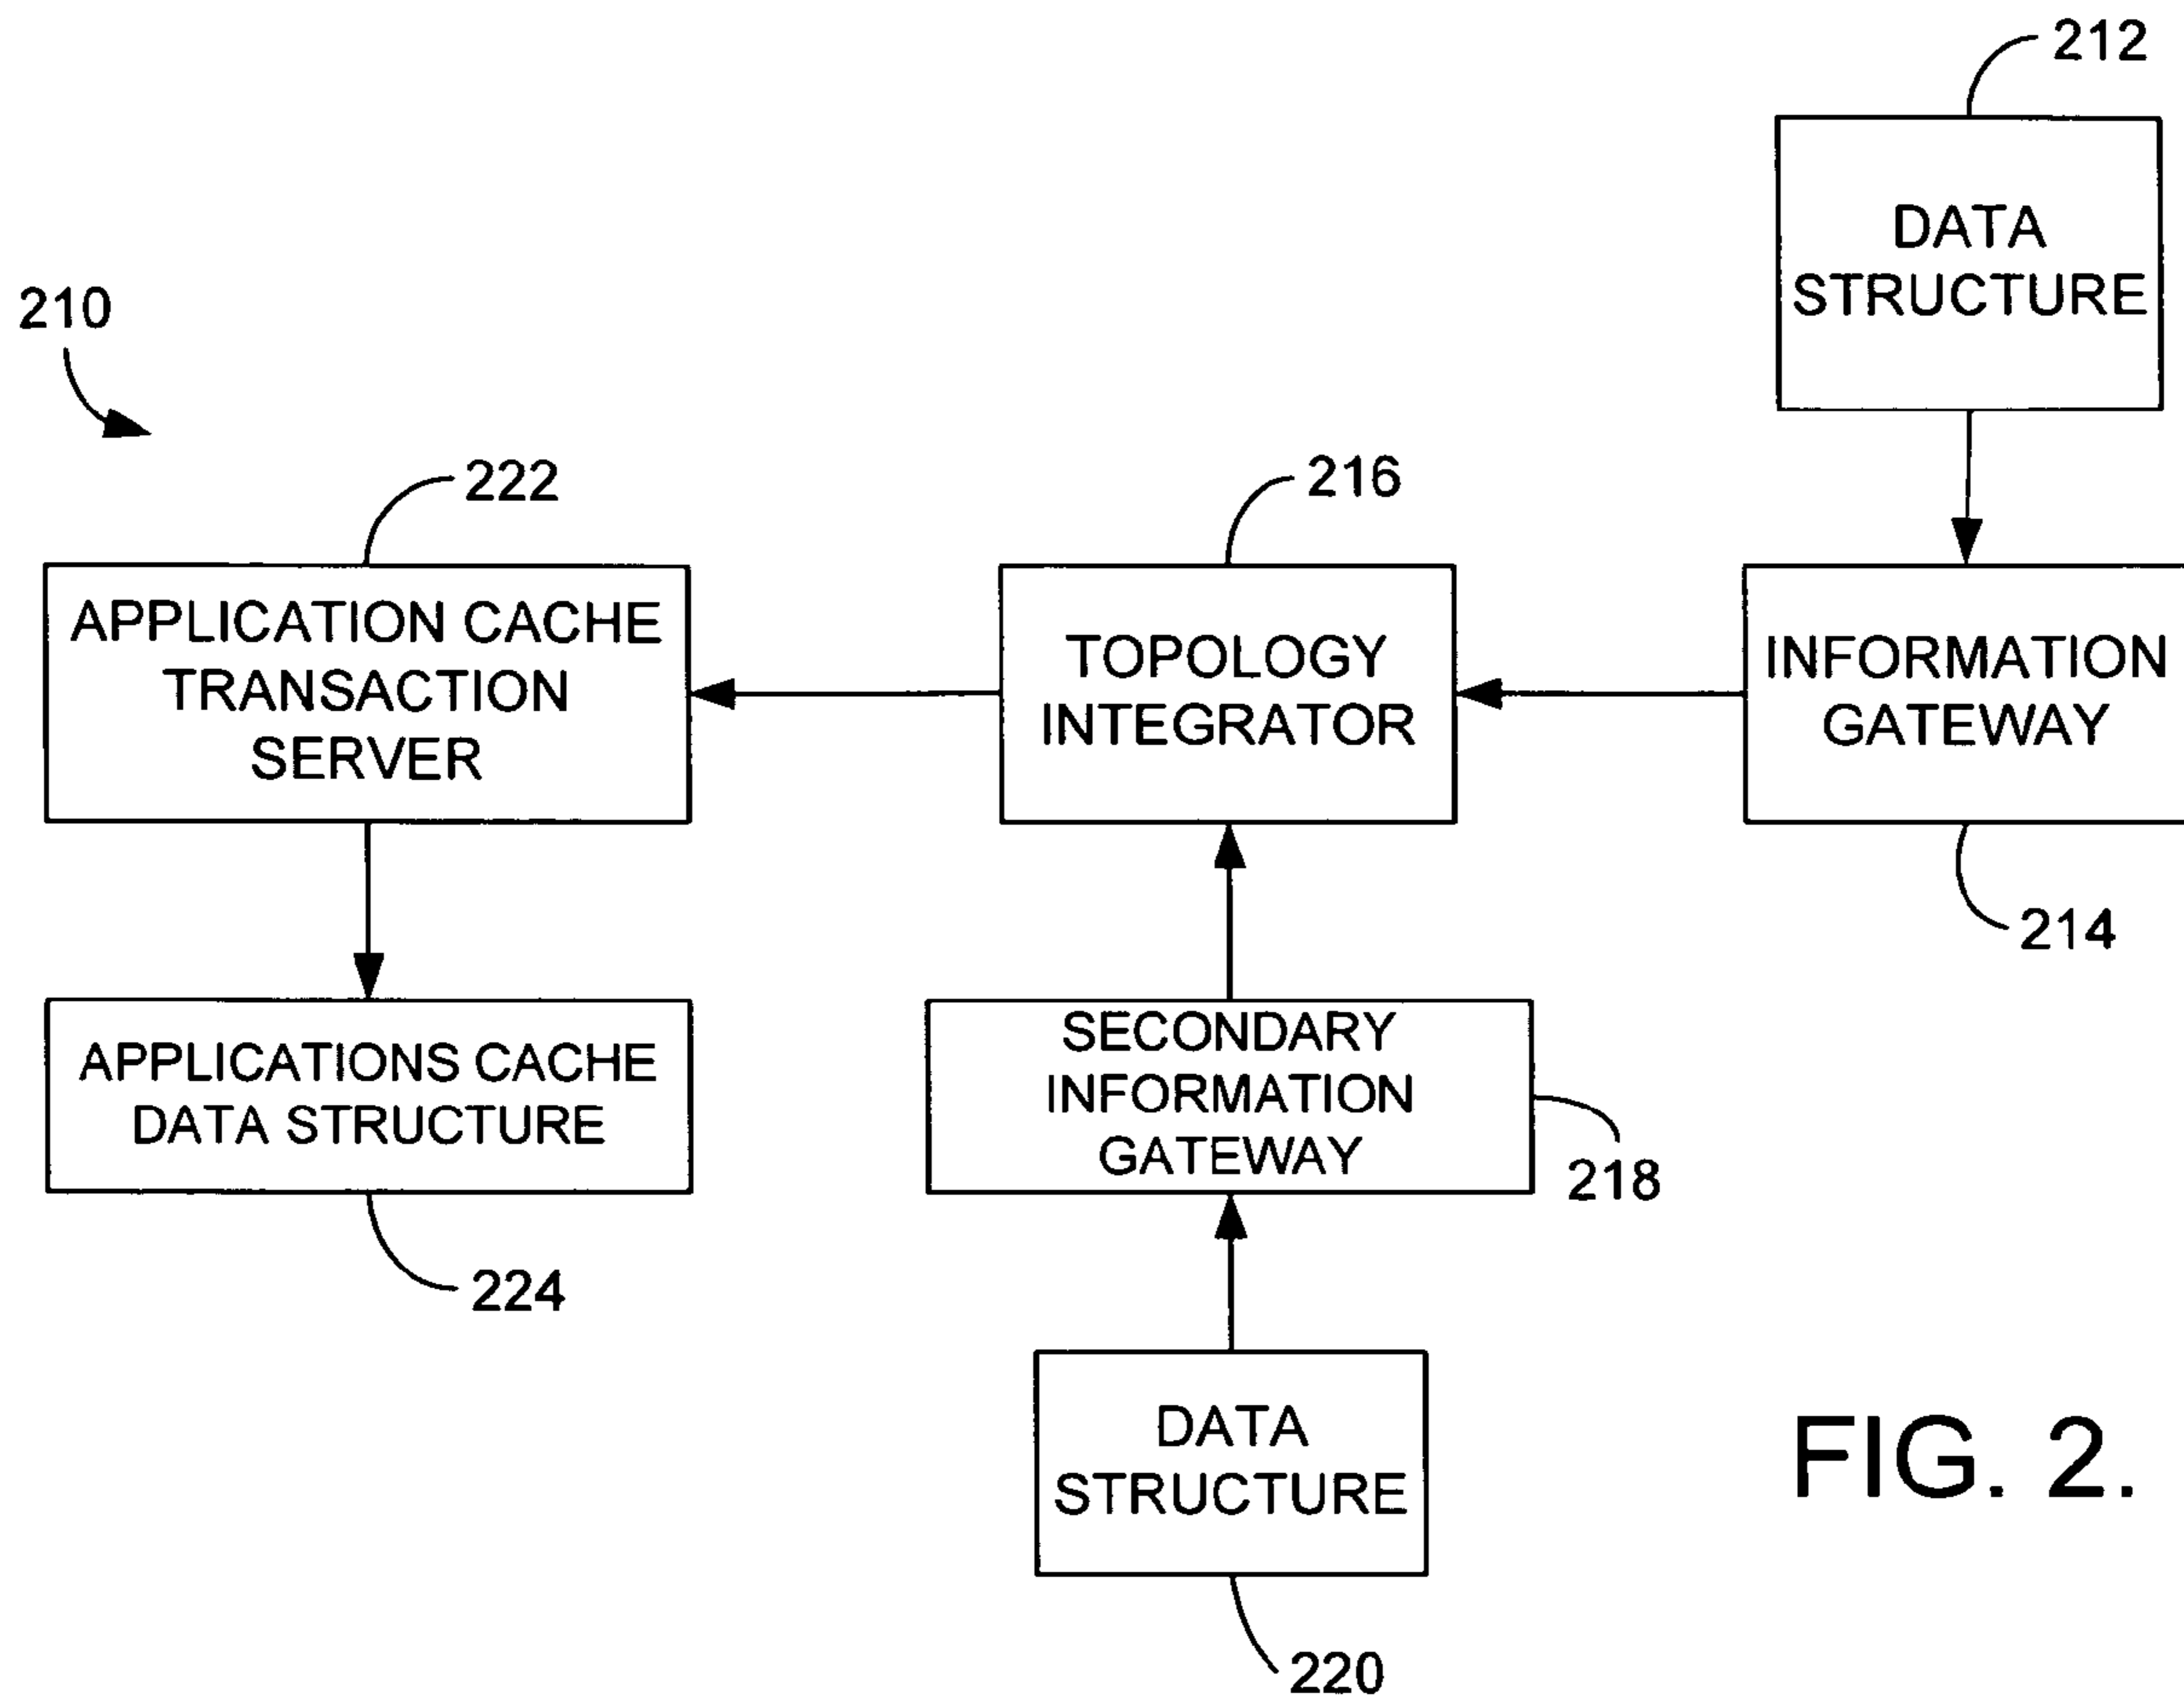 212
DATA
STRUCTURE
210
222
216
APPLICATION CACHE
TRANSACTION
SERVER
TOPOLOGY
INTEGRATOR
INFORMATION
GATEWAY
214
APPLICATIONS CACHE
DATA STRUCTURE
SECONDARY
INFORMATION
GATEWAY
218
224
DATA
STRUCTURE
220
FIG. 2.